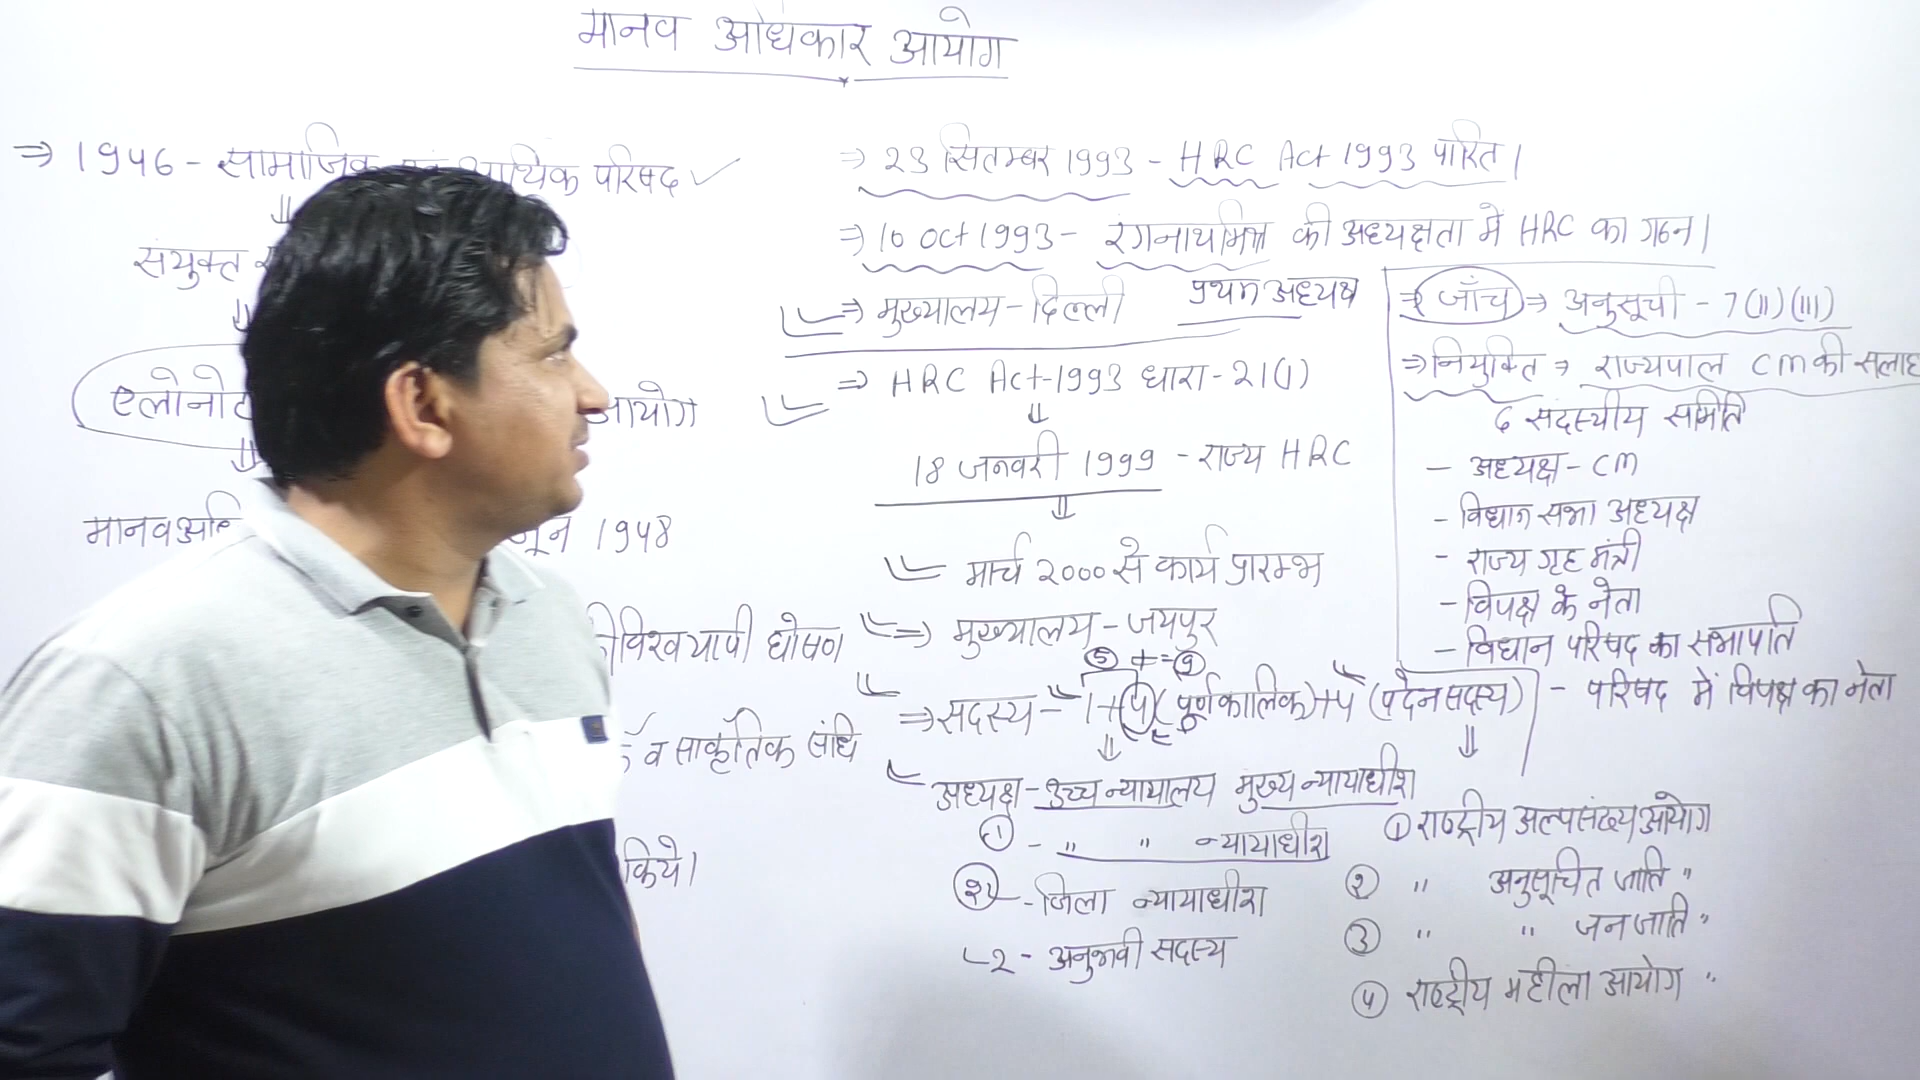 मानव अधिकार आयोग
⇒ 1946 - सामाजिक आर्थिक परिषद ✓
संयुक्त
एलोनोर आयोग
मानव जून 1948
विश्वव्यापी घोषणा
व सांकृतिक संधि
किये।
⇒ 23 सितम्बर 1993 - HRC Act 1993 पारित।
⇒ 10 Oct 1993 - रंगनाथमिश्र की अध्यक्षता में HRC का गठन।
प्रथम अध्यक्ष
⇒ मुख्यालय - दिल्ली
⇒ HRC Act-1993 धारा - 21(1)
18 जनवरी 1999 - राज्य HRC
मार्च 2000 से कार्य प्रारम्भ
⇒ मुख्यालय - जयपुर
⇒ सदस्य - 1+4 (पूर्णकालिक)+4 (पदेन सदस्य)
अध्यक्ष - उच्च न्यायालय मुख्य न्यायाधीश
① - " " न्यायाधीश
- जिला न्यायाधीश
2 - अनुभवी सदस्य
① राष्ट्रीय अल्पसंख्य आयोग
② " अनुसूचित जाति "
③ " " जन जाति "
④ राष्ट्रीय महीला आयोग "
⇒ जाँच ⇒ अनुसूची - 7 (II) (III)
⇒ नियुक्ति ⇒ राज्यपाल CM की सलाह
6 सदस्यीय समिति
- अध्यक्ष - CM
- विधान सभा अध्यक्ष
- राज्य गृह मंत्री
- विपक्ष के नेता
- विधान परिषद का सभापति
- परिषद में विपक्ष का नेता